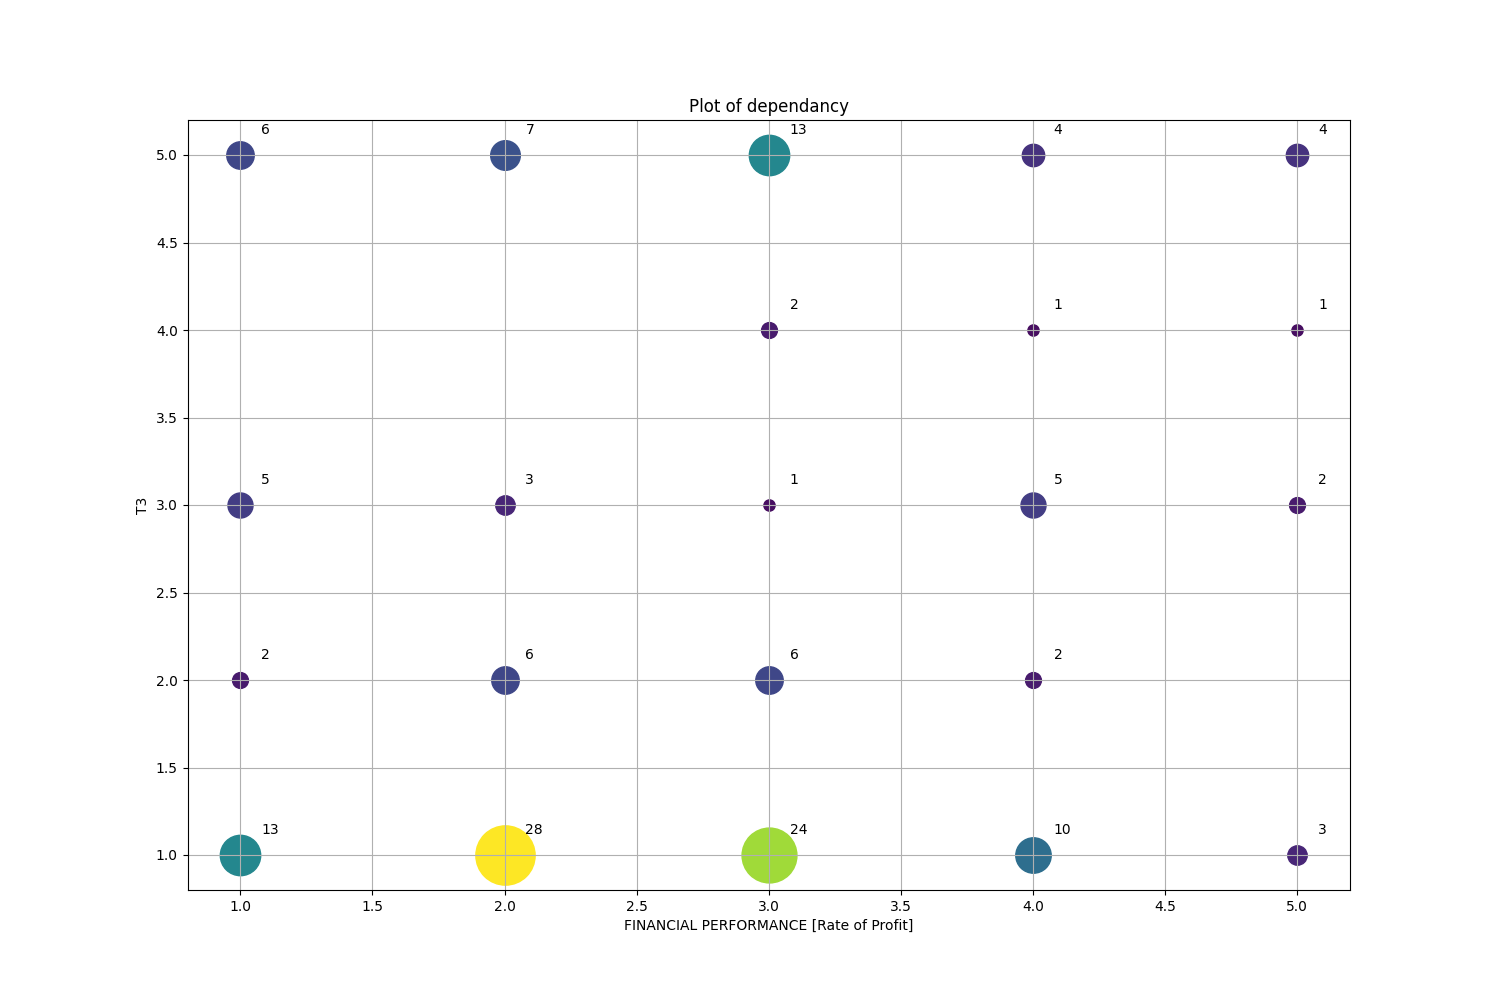 Plot of dependancy
6 7 13 4 4
5.0
4.5
2 1 1
4.0
3.5
5 3 1 5 2
3.0
T3
2.5
2 6 6 2
2.0
1.5
13 28 24 10 3
1.0
1.0 1.5 2.0 2.5 3.0 3.5 4.0 4.5 5.0
FINANCIAL PERFORMANCE [Rate of Profit]